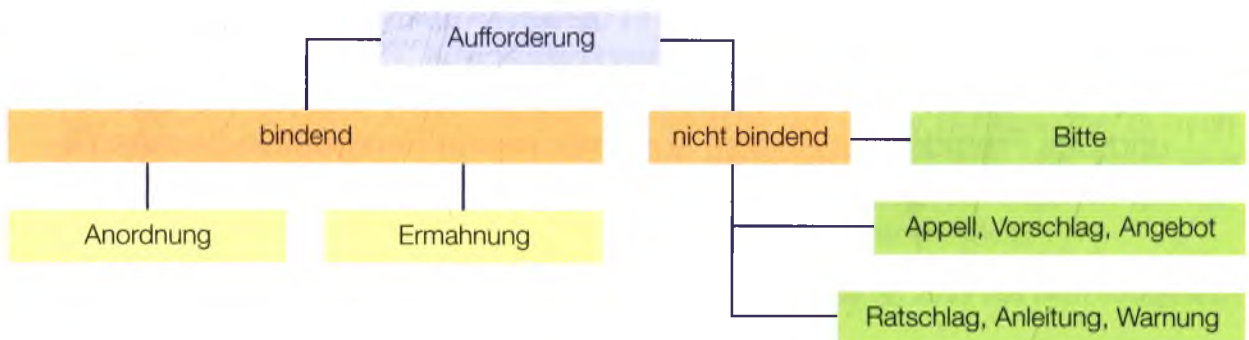 Aufforderung
bindend
nicht bindend
Bitte
Anordnung
Ermahnung
Appell, Vorschlag, Angebot
Ratschlag, Anleitung, Warnung